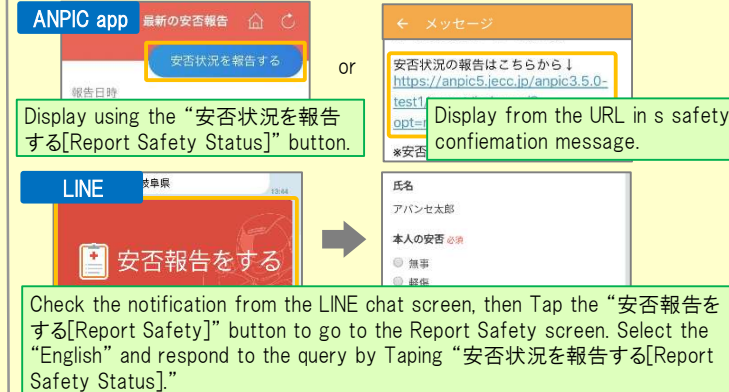 ANPIC app
最新の安否報告
安否状況を報告する
報告日時
Display using the “安否状況を報告
する[Report Safety Status]” button.
or
← メッセージ
安否状況の報告はこちらから↓
https://anpic5.jecc.jp/anpic3.5.0-
test1
opt=
*安否
Display from the URL in s safety
confiemation message.
LINE
岐阜県
13:44
安否報告をする
氏名
アバンセ太郎
本人の安否 必須
無事
軽傷
Check the notification from the LINE chat screen, then Tap the “安否報告を
する[Report Safety]” button to go to the Report Safety screen. Select the
“English” and respond to the query by Taping “安否状況を報告する[Report
Safety Status].”